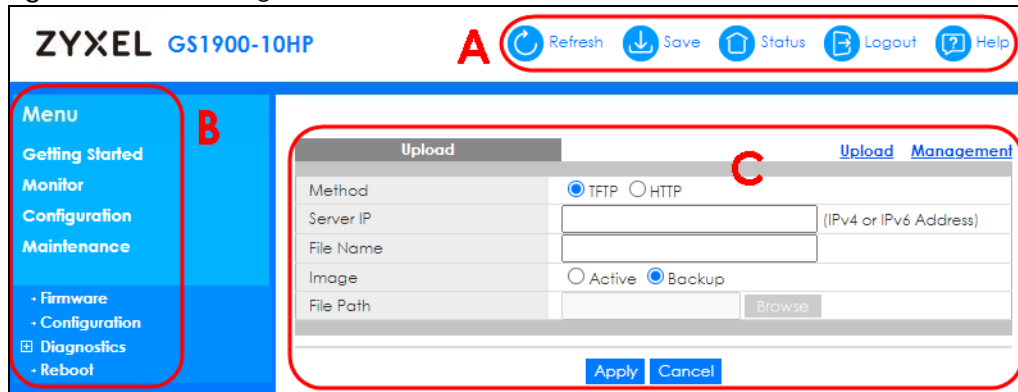 ZYXEL GS1900-10HP
A Refresh Save Status Logout Help
Menu
B
Getting Started
Monitor
Configuration
Maintenance
Firmware
Configuration
Diagnostics
Reboot
Upload
Upload Management
C
Method TFTP HTTP
Server IP (IPv4 or IPv6 Address)
File Name
Image Active Backup
File Path Browse
Apply Cancel